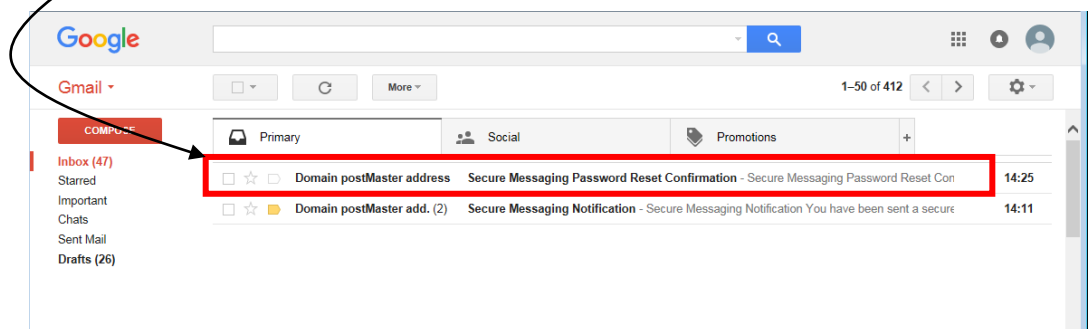 Google
Gmail
More
1–50 of 412
COMPOSE
Primary
Social
Promotions
+
Inbox (47)
Starred
Important
Chats
Sent Mail
Drafts (26)
Domain postMaster address Secure Messaging Password Reset Confirmation - Secure Messaging Password Reset Con 14:25
Domain postMaster add. (2) Secure Messaging Notification - Secure Messaging Notification You have been sent a secure 14:11